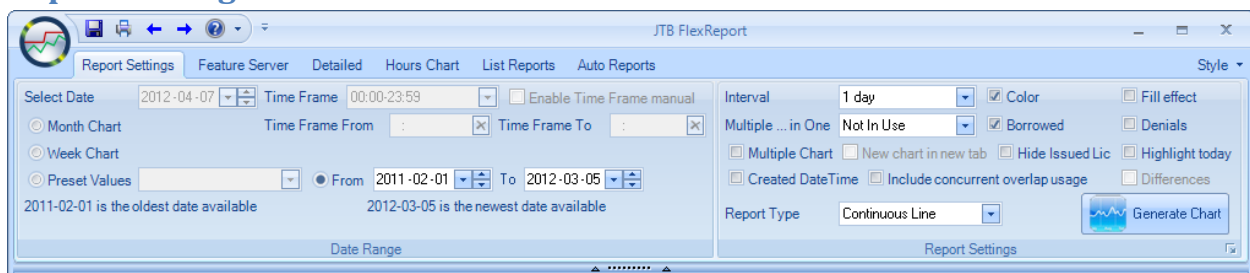 JTB FlexReport
Report Settings Feature Server Detailed Hours Chart List Reports Auto Reports Style
Select Date 2012-04-07 Time Frame 00:00-23:59 Enable Time Frame manual
Month Chart Time Frame From : Time Frame To :
Week Chart
Preset Values From 2011-02-01 To 2012-03-05
2011-02-01 is the oldest date available 2012-03-05 is the newest date available
Date Range
Interval 1 day Color Fill effect
Multiple ... in One Not In Use Borrowed Denials
Multiple Chart New chart in new tab Hide Issued Lic Highlight today
Created DateTime Include concurrent overlap usage Differences
Report Type Continuous Line Generate Chart
Report Settings